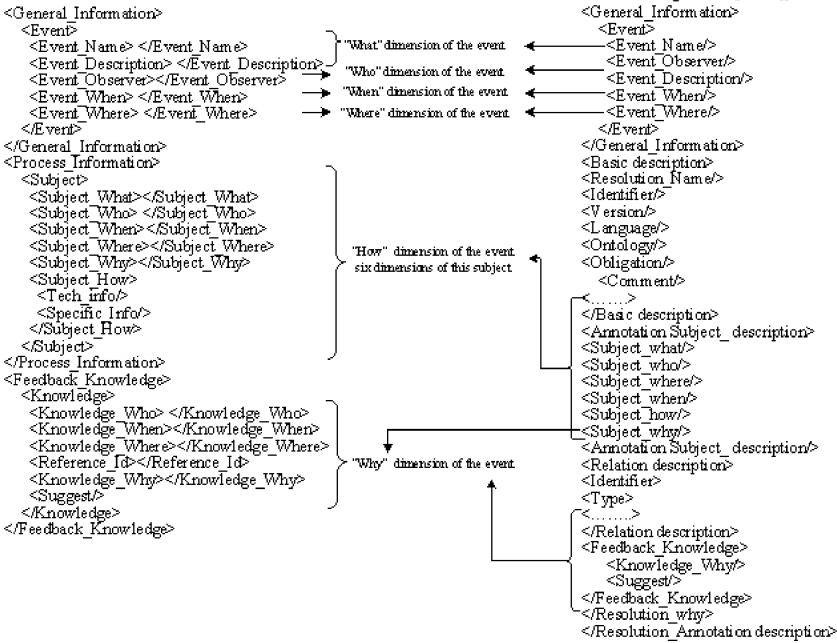 <General_Information>
<Event>
<Event_Name> </Event_Name>
<Event_Description> </Event_Description>
<Event_Observer></Event_Observer>
<Event_When> </Event_When>
<Event_Where> </Event_Where>
</Event>
</General_Information>
<Process_Information>
<Subject>
<Subject_What></Subject_What>
<Subject_Who> </Subject_Who>
<Subject_When></Subject_When>
<Subject_Where></Subject_Where>
<Subject_Why></Subject_Why>
<Subject_How>
<Tech_info/>
<Specific_Info/>
</Subject_How>
</Subject>
</Process_Information>
<Feedback_Knowledge>
<Knowledge>
<Knowledge_Who> </Knowledge_Who>
<Knowledge_When></Knowledge_When>
<Knowledge_Where></Knowledge_Where>
<Reference_Id></Reference_Id>
<Knowledge_Why></Knowledge_Why>
<Suggest/>
</Knowledge>
</Feedback_Knowledge>
"What" dimension of the event
"Who" dimension of the event
"When" dimension of the event
"Where" dimension of the event
"How" dimension of the event
six dimensions of this subject
"Why" dimension of the event
<General_Information>
<Event>
<Event_Name/>
<Event_Observer/>
<Event_Description/>
<Event_When/>
<Event_Where/>
</Event>
</General_Information>
<Basic description>
<Resolution_Name/>
<Identifier/>
<Version/>
<Language/>
<Ontology/>
<Obligation/>
<Comment/>
<.......>
</Basic description>
<Annotation Subject_ description>
<Subject_what/>
<Subject_who/>
<Subject_where/>
<Subject_when/>
<Subject_how/>
<Subject_why/>
<Annotation Subject_ description/>
<Relation description>
<Identifier>
<Type>
<.......>
</Relation description>
<Feedback_Knowledge>
<Knowledge_Why/>
<Suggest/>
</Feedback_Knowledge>
</Resolution_why>
</Resolution_Annotation description>